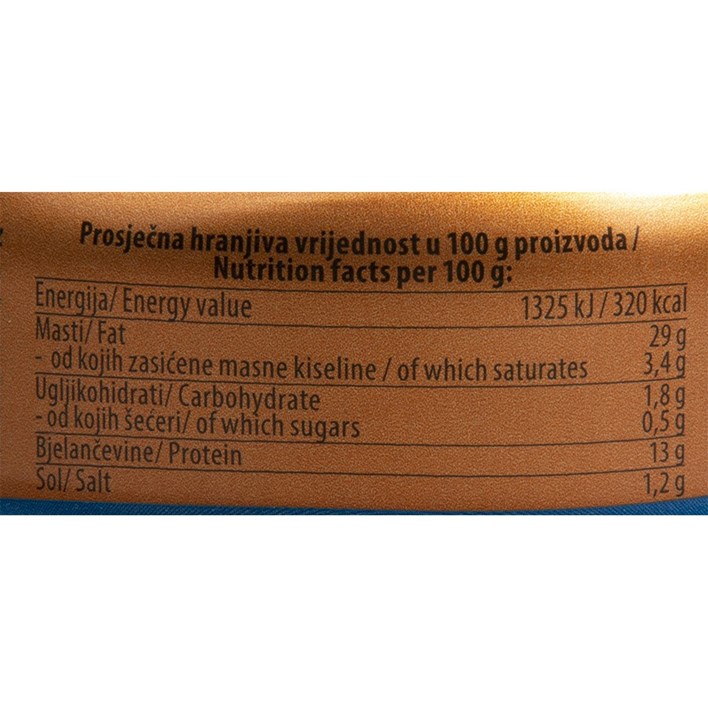 Prosječna hranjiva vrijednost u 100 g proizvoda /
Nutrition facts per 100 g:
Energija/ Energy value 1325 kJ / 320 kcal
Masti/ Fat 29 g
- od kojih zasićene masne kiseline / of which saturates 3,4 g
Ugljikohidrati/ Carbohydrate 1,8 g
- od kojih šećeri/ of which sugars 0,5 g
Bjelančevine/ Protein 13 g
Sol/ Salt 1,2 g